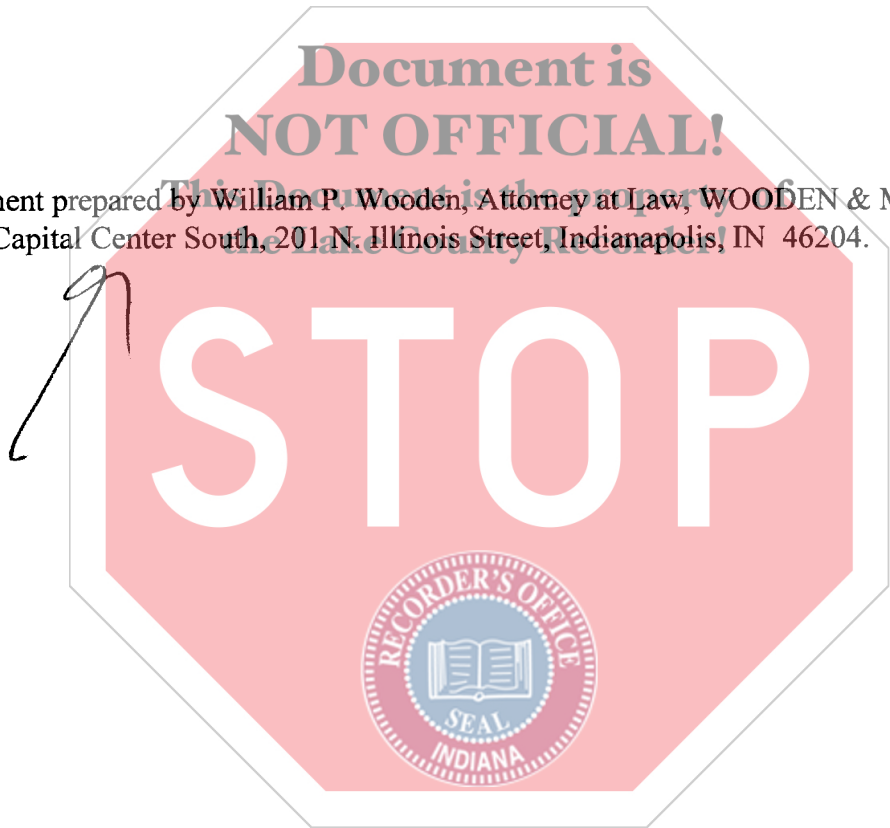 Document is
NOT OFFICIAL!
This Document is the property of
the Lake County Recorder!
ent prepared by William P. Wooden, Attorney at Law, WOODEN & M
Capital Center South, 201 N. Illinois Street, Indianapolis, IN 46204.
STOP
RECORDER'S OFFICE
SEAL
INDIANA